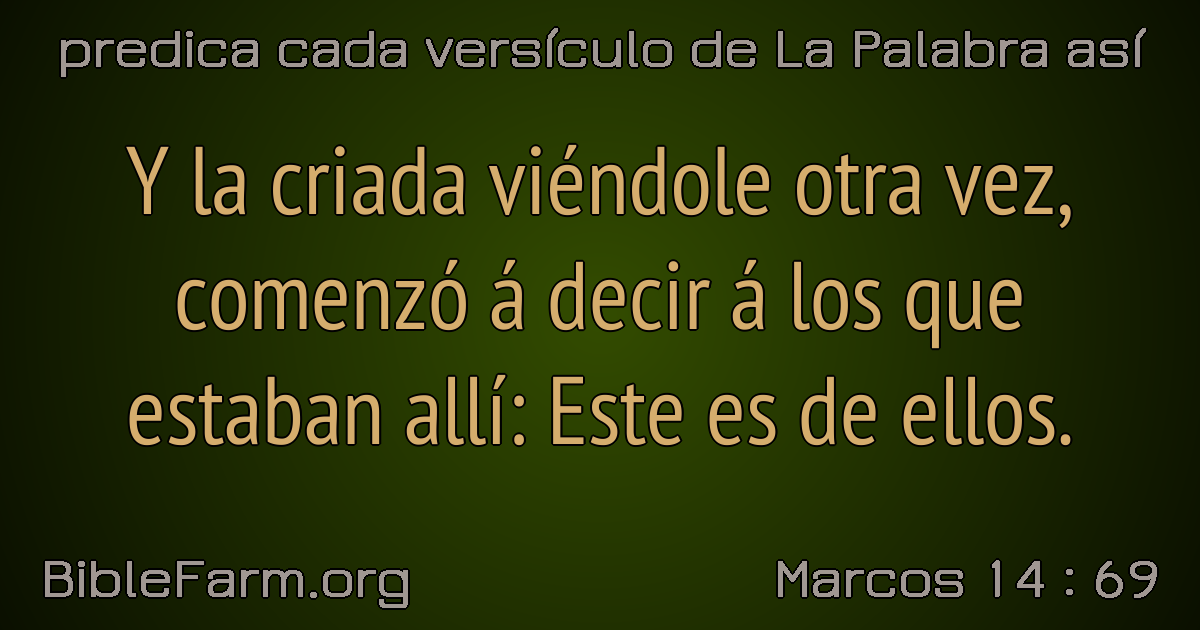 predica cada versículo de La Palabra así
Y la criada viéndole otra vez,
comenzó á decir á los que
estaban allí: Este es de ellos.
BibleFarm.org
Marcos 14 : 69